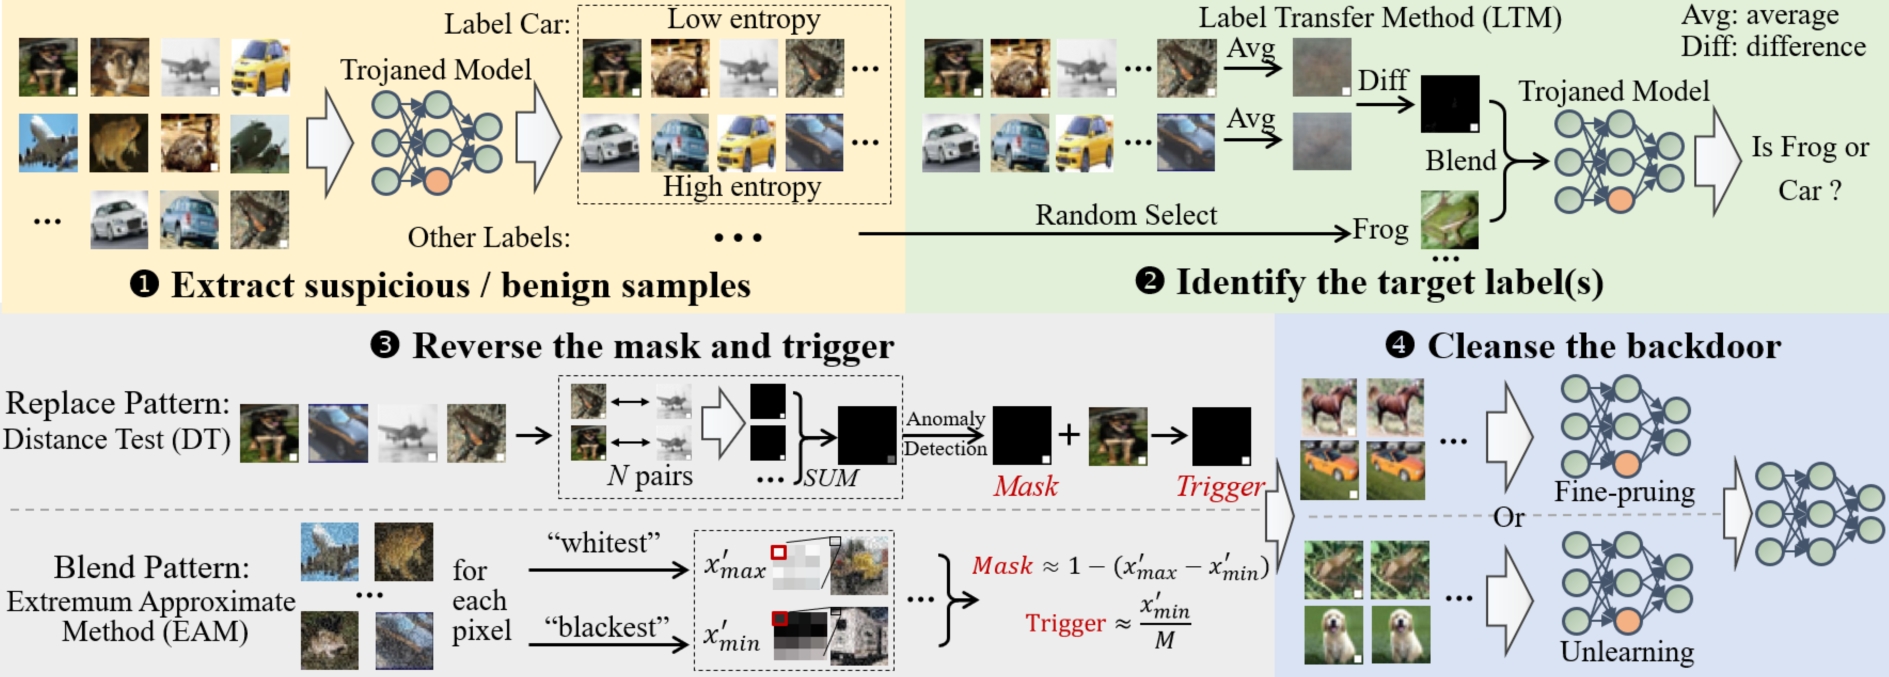 Label Car:
Low entropy
Trojaned Model
...
...
High entropy
...
Other Labels:
...
❶ Extract suspicious / benign samples
Label Transfer Method (LTM)
Avg: average
Diff: difference
... Avg
Diff
... Avg
Blend
Trojaned Model
Is Frog or
Car ?
Random Select
Frog
...
❷ Identify the target label(s)
❸ Reverse the mask and trigger
Replace Pattern:
Distance Test (DT)
N pairs
...
SUM
Anomaly
Detection
+
Mask
Trigger
Blend Pattern:
Extremum Approximate
Method (EAM)
...
for
each
pixel
“whitest”
“blackest”
x′max
x′min
...
Mask ≈ 1 − (x′max − x′min)
Trigger ≈ x′min / M
❹ Cleanse the backdoor
...
Fine-pruing
Or
...
Unlearning